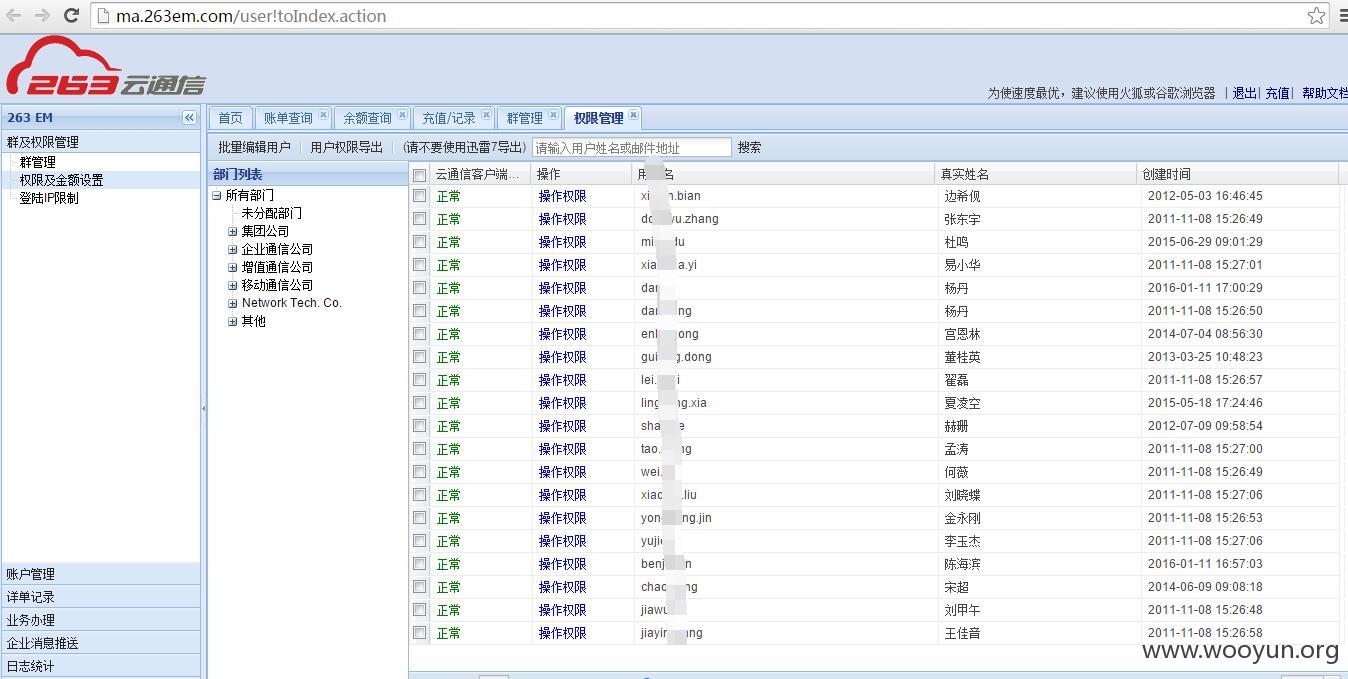 ma.263em.com/user!toIndex.action
263云通信
为使速度最优，建议使用火狐或谷歌浏览器 | 退出| 充值| 帮助文档
263 EM
首页 账单查询 余额查询 充值/记录 群管理 权限管理
群及权限管理
群管理
权限及金额设置
登陆IP限制
批量编辑用户 用户权限导出 (请不要使用迅雷7导出) 请输入用户姓名或邮件地址 搜索
部门列表
所有部门
未分配部门
集团公司
企业通信公司
增值通信公司
移动通信公司
Network Tech. Co.
其他
云通信客户端... 操作 用 名 真实姓名 创建时间
正常 操作权限 xi n.bian 边希伣 2012-05-03 16:46:45
正常 操作权限 do u.zhang 张东宇 2011-11-08 15:26:49
正常 操作权限 mi du 杜鸣 2015-06-29 09:01:29
正常 操作权限 xia a.yi 易小华 2011-11-08 15:27:01
正常 操作权限 dan 杨丹 2016-01-11 17:00:29
正常 操作权限 dan ng 杨丹 2011-11-08 15:26:50
正常 操作权限 enl ong 宫恩林 2014-07-04 08:56:30
正常 操作权限 gui g.dong 董桂英 2013-03-25 10:48:23
正常 操作权限 lei. i 翟磊 2011-11-08 15:26:57
正常 操作权限 ling ng.xia 夏凌空 2015-05-18 17:24:46
正常 操作权限 sha e 赫珊 2012-07-09 09:58:54
正常 操作权限 tao. ng 孟涛 2011-11-08 15:27:00
正常 操作权限 wei. 何薇 2011-11-08 15:26:49
正常 操作权限 xiao .liu 刘晓蝶 2011-11-08 15:27:06
正常 操作权限 yong ng.jin 金永刚 2011-11-08 15:26:53
正常 操作权限 yujie 李玉杰 2011-11-08 15:27:06
正常 操作权限 benj n 陈海滨 2016-01-11 16:57:03
正常 操作权限 chao ng 宋超 2014-06-09 09:08:18
正常 操作权限 jiawu 刘甲午 2011-11-08 15:26:48
正常 操作权限 jiayin ang 王佳音 2011-11-08 15:26:58
账户管理
详单记录
业务办理
企业消息推送
日志统计
www.wooyun.org